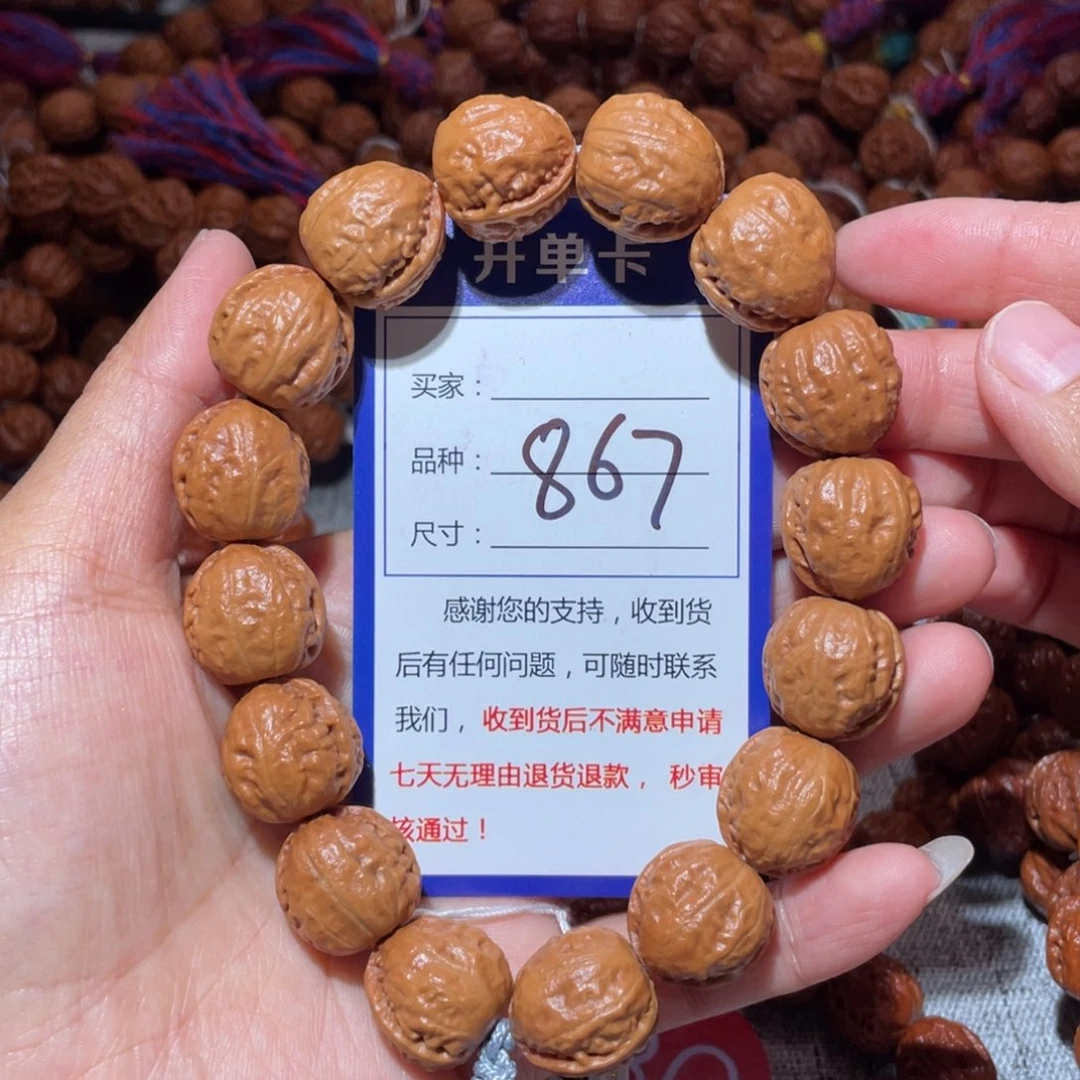 开单卡
买家：
品种：
867
尺寸：
感谢您的支持，收到货
后有任何问题，可随时联系
我们，收到货后不满意申请
七天无理由退货退款，秒审
核通过！